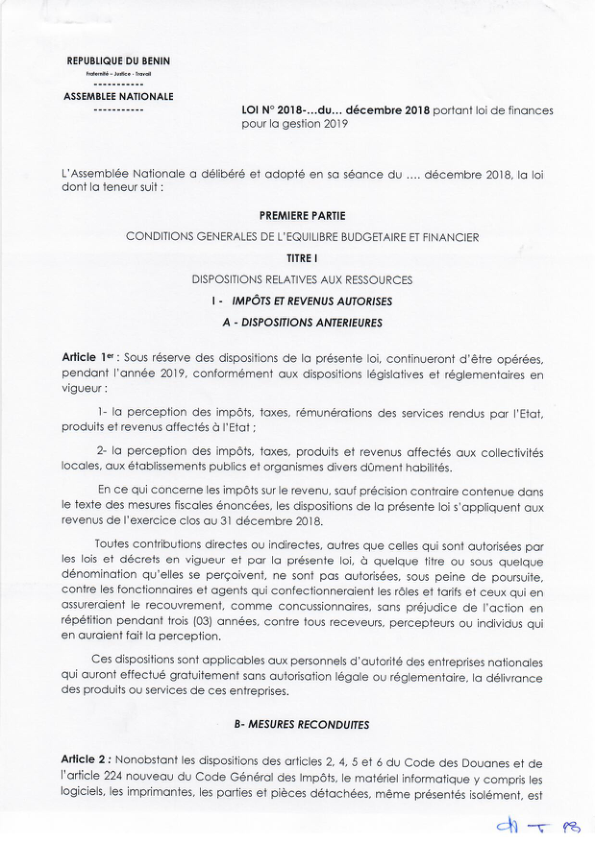 REPUBLIQUE DU BENIN
Fraternité – Justice - Travail
-----------
ASSEMBLEE NATIONALE
-----------
LOI N° 2018-...du... décembre 2018 portant loi de finances
pour la gestion 2019
L'Assemblée Nationale a délibéré et adopté en sa séance du .... décembre 2018, la loi
dont la teneur suit :
PREMIERE PARTIE
CONDITIONS GENERALES DE L'EQUILIBRE BUDGETAIRE ET FINANCIER
TITRE I
DISPOSITIONS RELATIVES AUX RESSOURCES
I - IMPÔTS ET REVENUS AUTORISES
A - DISPOSITIONS ANTERIEURES
Article 1er : Sous réserve des dispositions de la présente loi, continueront d'être opérées,
pendant l'année 2019, conformément aux dispositions législatives et réglementaires en
vigueur :
1- la perception des impôts, taxes, rémunérations des services rendus par l'Etat,
produits et revenus affectés à l'Etat ;
2- la perception des impôts, taxes, produits et revenus affectés aux collectivités
locales, aux établissements publics et organismes divers dûment habilités.
En ce qui concerne les impôts sur le revenu, sauf précision contraire contenue dans
le texte des mesures fiscales énoncées, les dispositions de la présente loi s'appliquent aux
revenus de l'exercice clos au 31 décembre 2018.
Toutes contributions directes ou indirectes, autres que celles qui sont autorisées par
les lois et décrets en vigueur et par la présente loi, à quelque titre ou sous quelque
dénomination qu'elles se perçoivent, ne sont pas autorisées, sous peine de poursuite,
contre les fonctionnaires et agents qui confectionneraient les rôles et tarifs et ceux qui en
assureraient le recouvrement, comme concussionnaires, sans préjudice de l'action en
répétition pendant trois (03) années, contre tous receveurs, percepteurs ou individus qui
en auraient fait la perception.
Ces dispositions sont applicables aux personnels d'autorité des entreprises nationales
qui auront effectué gratuitement sans autorisation légale ou réglementaire, la délivrance
des produits ou services de ces entreprises.
B- MESURES RECONDUITES
Article 2 : Nonobstant les dispositions des articles 2, 4, 5 et 6 du Code des Douanes et de
l'article 224 nouveau du Code Général des Impôts, le matériel informatique y compris les
logiciels, les imprimantes, les parties et pièces détachées, même présentés isolément, est